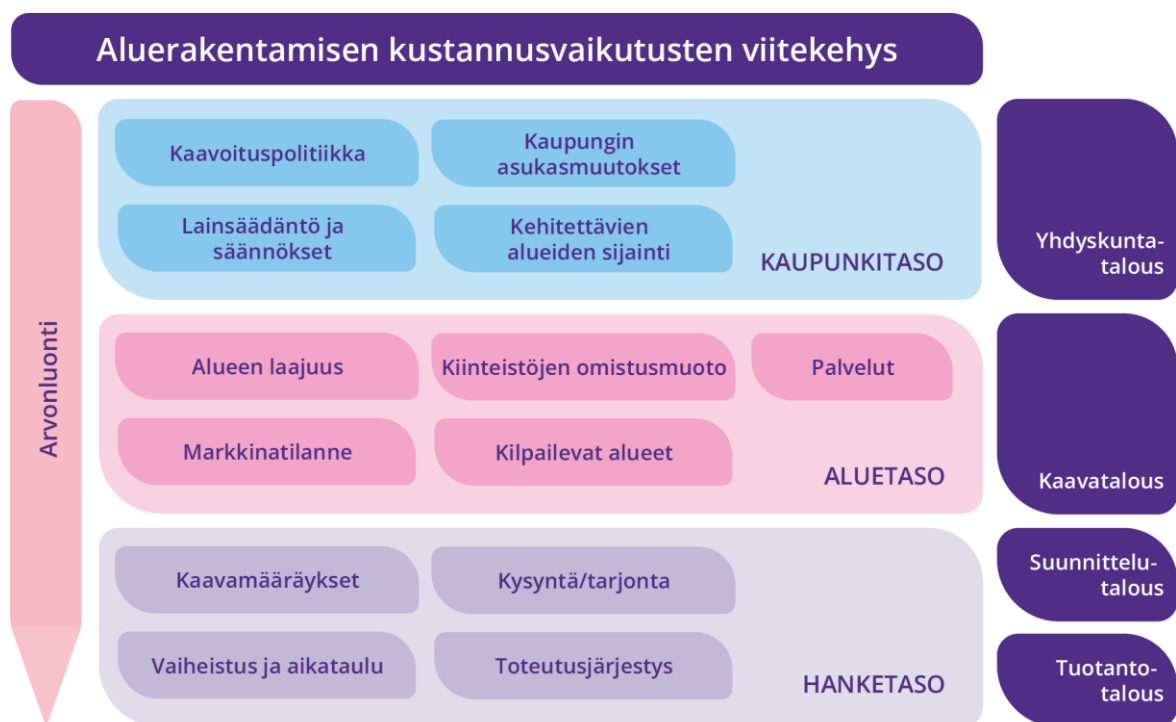 Aluerakentamisen kustannusvaikutusten viitekehys
Arvonluonti
Kaavoituspolitiikka
Kaupungin
asukasmuutokset
Lainsäädäntö ja
säännökset
Kehitettävien
alueiden sijainti
KAUPUNKITASO
Yhdyskunta-
talous
Alueen laajuus
Kiinteistöjen omistusmuoto
Palvelut
Markkinatilanne
Kilpailevat alueet
ALUETASO
Kaavatalous
Kaavamääräykset
Kysyntä/tarjonta
Vaiheistus ja aikataulu
Toteutusjärjestys
HANKETASO
Suunnittelu-
talous
Tuotanto-
talous